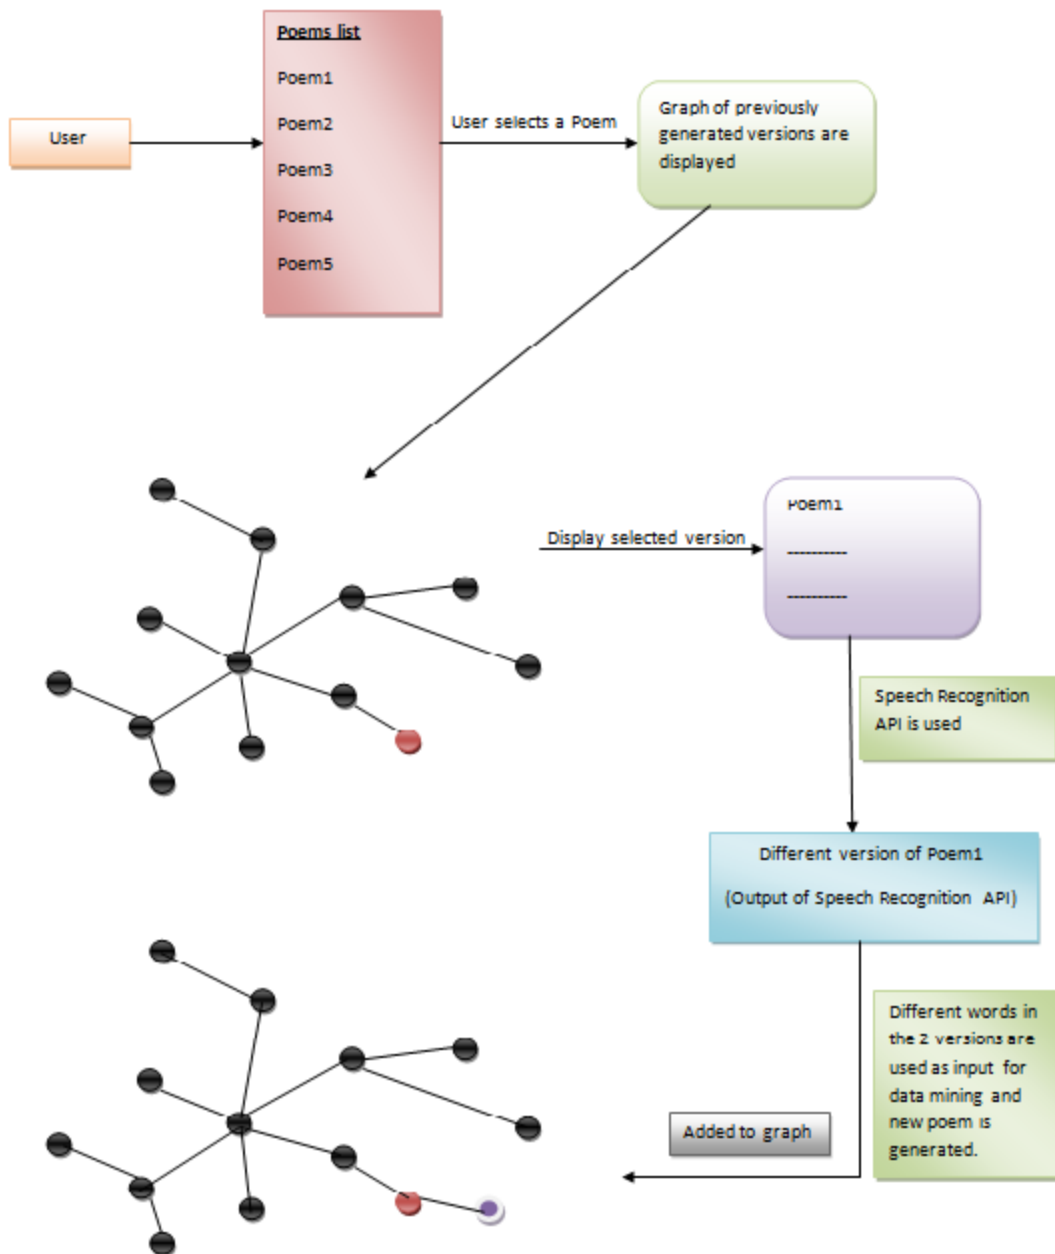 User
Poems list
Poem1
Poem2
Poem3
Poem4
Poem5
User selects a Poem
Graph of previously
generated versions are
displayed
Display selected version
Poem1
----------
----------
Speech Recognition
API is used
Different version of Poem1
(Output of Speech Recognition API)
Different words in
the 2 versions are
used as input for
data mining and
new poem is
generated.
Added to graph